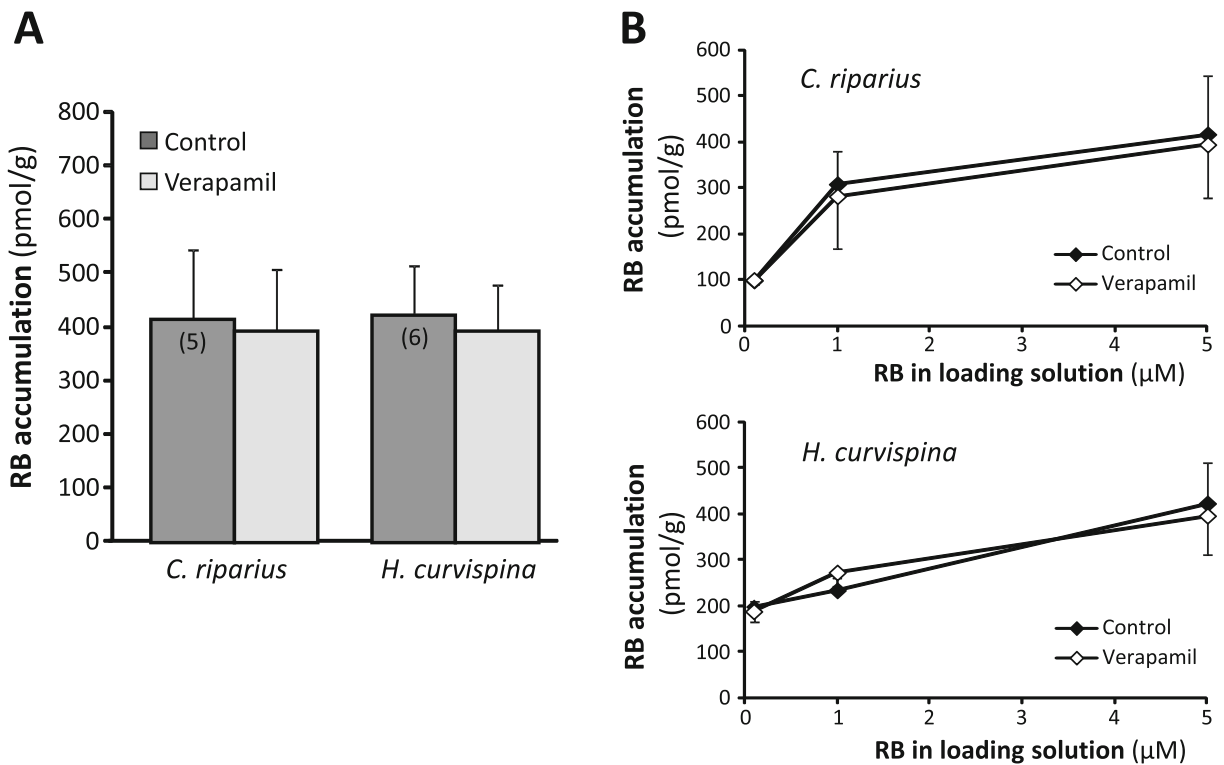 A
RB accumulation (pmol/g)
800
700
600
500
400
300
200
100
0
Control
Verapamil
(5)
(6)
C. riparius
H. curvispina
B
RB accumulation
(pmol/g)
600
500
400
300
200
100
0
C. riparius
Control
Verapamil
0 1 2 3 4 5
RB in loading solution (µM)
RB accumulation
(pmol/g)
600
500
400
300
200
100
0
H. curvispina
Control
Verapamil
0 1 2 3 4 5
RB in loading solution (µM)